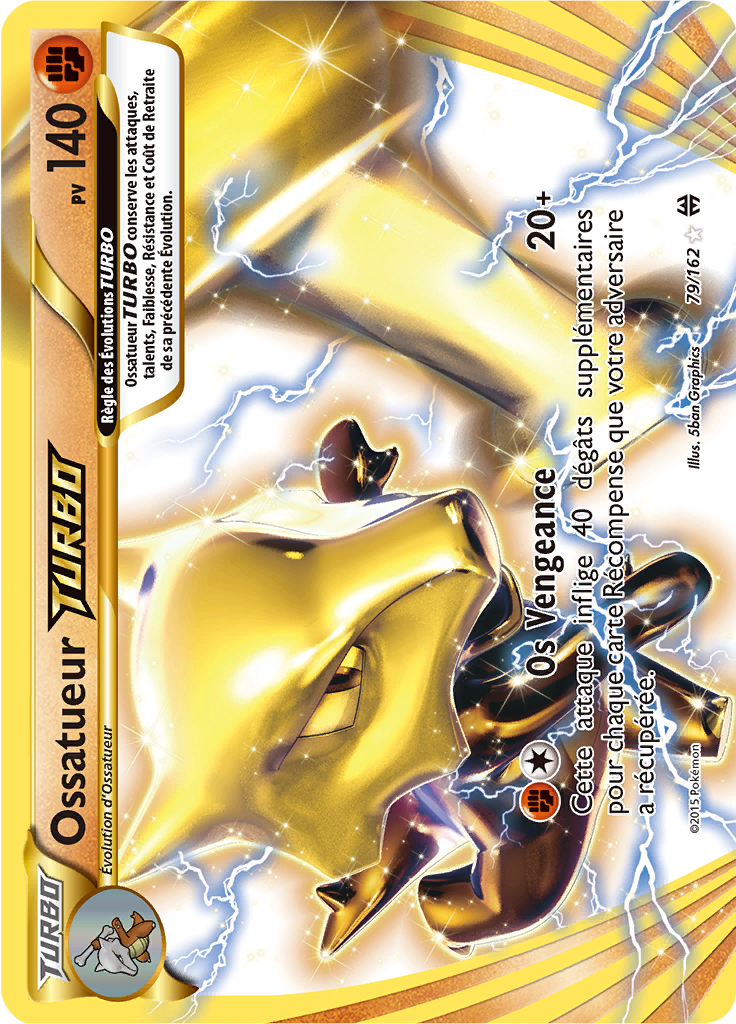 TURBO
Ossatueur TURBO
PV 140
Évolution d'Ossatueur
Règle des Évolutions TURBO
Ossatueur TURBO conserve les attaques,
talents, Faiblesse, Résistance et Coût de Retraite
de sa précédente Évolution.
Os Vengeance 20+
Cette attaque inflige 40 dégâts supplémentaires
pour chaque carte Récompense que votre adversaire
a récupérée.
©2015 Pokémon
Illus. 5ban Graphics
79/162